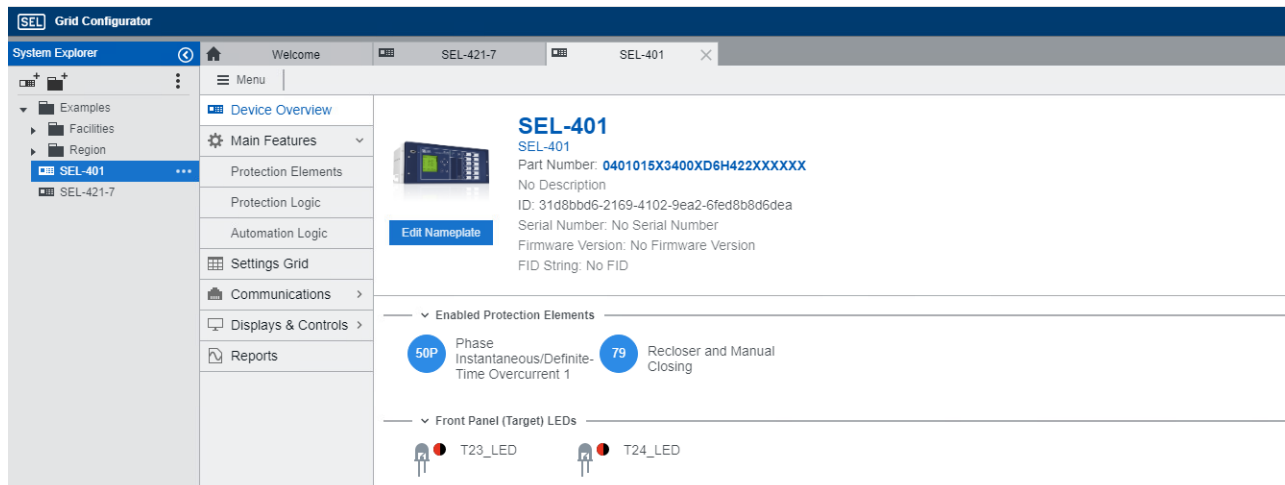 SEL Grid Configurator
System Explorer
Welcome
SEL-421-7
SEL-401
Menu
Examples
Facilities
Region
SEL-401
SEL-421-7
Device Overview
Main Features
Protection Elements
Protection Logic
Automation Logic
Settings Grid
Communications
Displays & Controls
Reports
Edit Nameplate
SEL-401
SEL-401
Part Number: 0401015X3400XD6H422XXXXXX
No Description
ID: 31d8bbd6-2169-4102-9ea2-6fed8b8d6dea
Serial Number: No Serial Number
Firmware Version: No Firmware Version
FID String: No FID
Enabled Protection Elements
50P
Phase
Instantaneous/Definite-
Time Overcurrent 1
79
Recloser and Manual
Closing
Front Panel (Target) LEDs
T23_LED
T24_LED